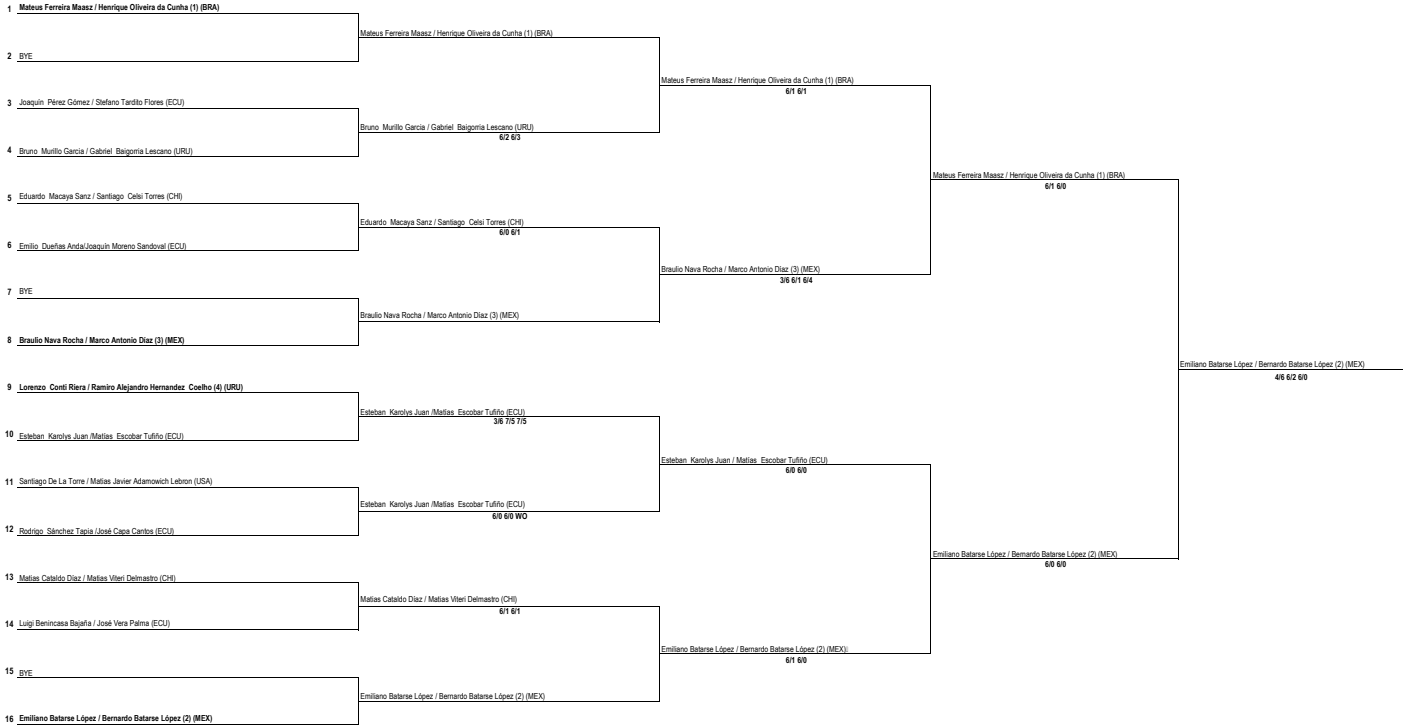 1 Mateus Ferreira Maasz / Henrique Oliveira da Cunha (1) (BRA)
Mateus Ferreira Maasz / Henrique Oliveira da Cunha (1) (BRA)
2 BYE
Mateus Ferreira Maasz / Henrique Oliveira da Cunha (1) (BRA)
6/1 6/1
3 Joaquín Pérez Gómez / Stefano Tardito Flores (ECU)
Bruno Murillo Garcia / Gabriel Baigorria Lescano (URU)
6/2 6/3
4 Bruno Murillo Garcia / Gabriel Baigorria Lescano (URU)
Mateus Ferreira Maasz / Henrique Oliveira da Cunha (1) (BRA)
6/1 6/0
5 Eduardo Macaya Sanz / Santiago Celsi Torres (CHI)
Eduardo Macaya Sanz / Santiago Celsi Torres (CHI)
6/0 6/1
6 Emilio Dueñas Anda/Joaquín Moreno Sandoval (ECU)
Braulio Nava Rocha / Marco Antonio Díaz (3) (MEX)
3/6 6/1 6/4
7 BYE
Braulio Nava Rocha / Marco Antonio Díaz (3) (MEX)
8 Braulio Nava Rocha / Marco Antonio Díaz (3) (MEX)
Emiliano Batarse López / Bernardo Batarse López (2) (MEX)
4/6 6/2 6/0
9 Lorenzo Conti Riera / Ramiro Alejandro Hernandez Coelho (4) (URU)
Esteban Karolys Juan /Matías Escobar Tufiño (ECU)
3/6 7/5 7/5
10 Esteban Karolys Juan /Matías Escobar Tufiño (ECU)
Esteban Karolys Juan / Matías Escobar Tufiño (ECU)
6/0 6/0
11 Santiago De La Torre / Matias Javier Adamowich Lebron (USA)
Esteban Karolys Juan /Matías Escobar Tufiño (ECU)
6/0 6/0 WO
12 Rodrigo Sánchez Tapia /José Capa Cantos (ECU)
Emiliano Batarse López / Bernardo Batarse López (2) (MEX)
6/0 6/0
13 Matias Cataldo Díaz / Matias Viteri Delmastro (CHI)
Matias Cataldo Díaz / Matias Viteri Delmastro (CHI)
6/1 6/1
14 Luigi Benincasa Bajaña / José Vera Palma (ECU)
Emiliano Batarse López / Bernardo Batarse López (2) (MEX)
6/1 6/0
15 BYE
Emiliano Batarse López / Bernardo Batarse López (2) (MEX)
16 Emiliano Batarse López / Bernardo Batarse López (2) (MEX)